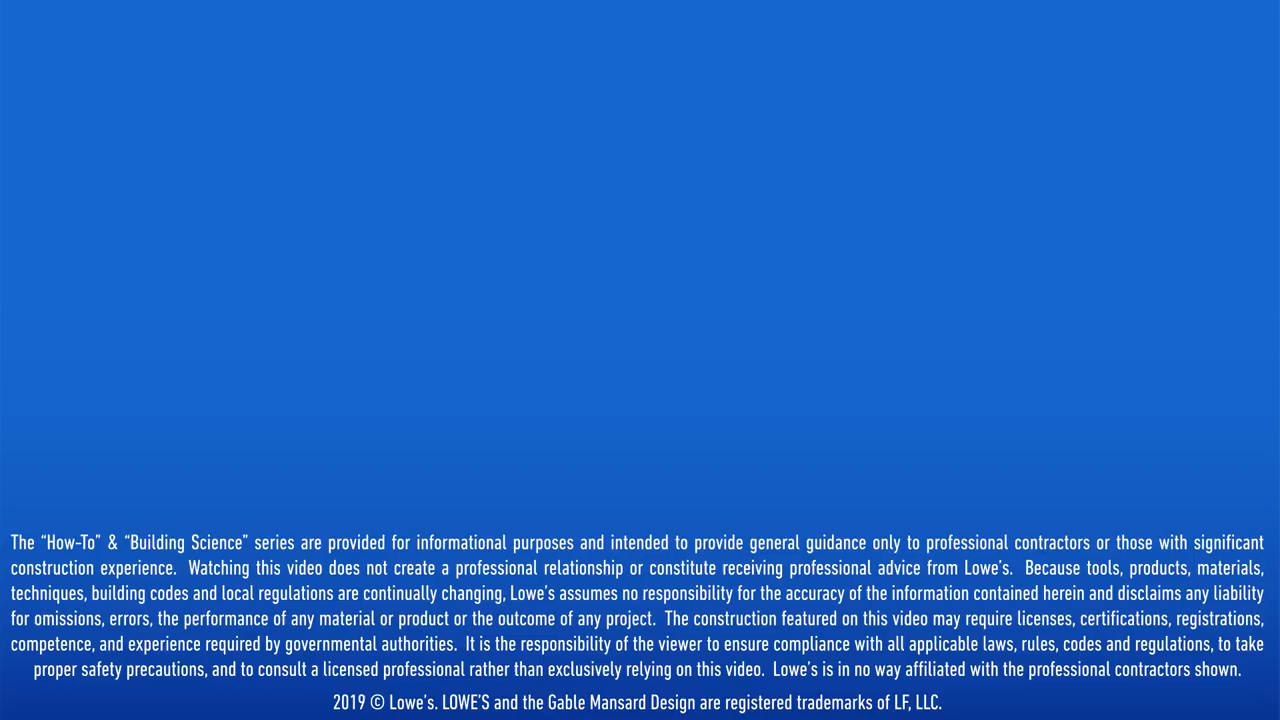 The “How-To” & “Building Science” series are provided for informational purposes and intended to provide general guidance only to professional contractors or those with significant
construction experience.  Watching this video does not create a professional relationship or constitute receiving professional advice from Lowe’s.  Because tools, products, materials,
techniques, building codes and local regulations are continually changing, Lowe’s assumes no responsibility for the accuracy of the information contained herein and disclaims any liability
for omissions, errors, the performance of any material or product or the outcome of any project.  The construction featured on this video may require licenses, certifications, registrations,
competence, and experience required by governmental authorities.  It is the responsibility of the viewer to ensure compliance with all applicable laws, rules, codes and regulations, to take
proper safety precautions, and to consult a licensed professional rather than exclusively relying on this video.  Lowe’s is in no way affiliated with the professional contractors shown.
2019 © Lowe’s. LOWE’S and the Gable Mansard Design are registered trademarks of LF, LLC.